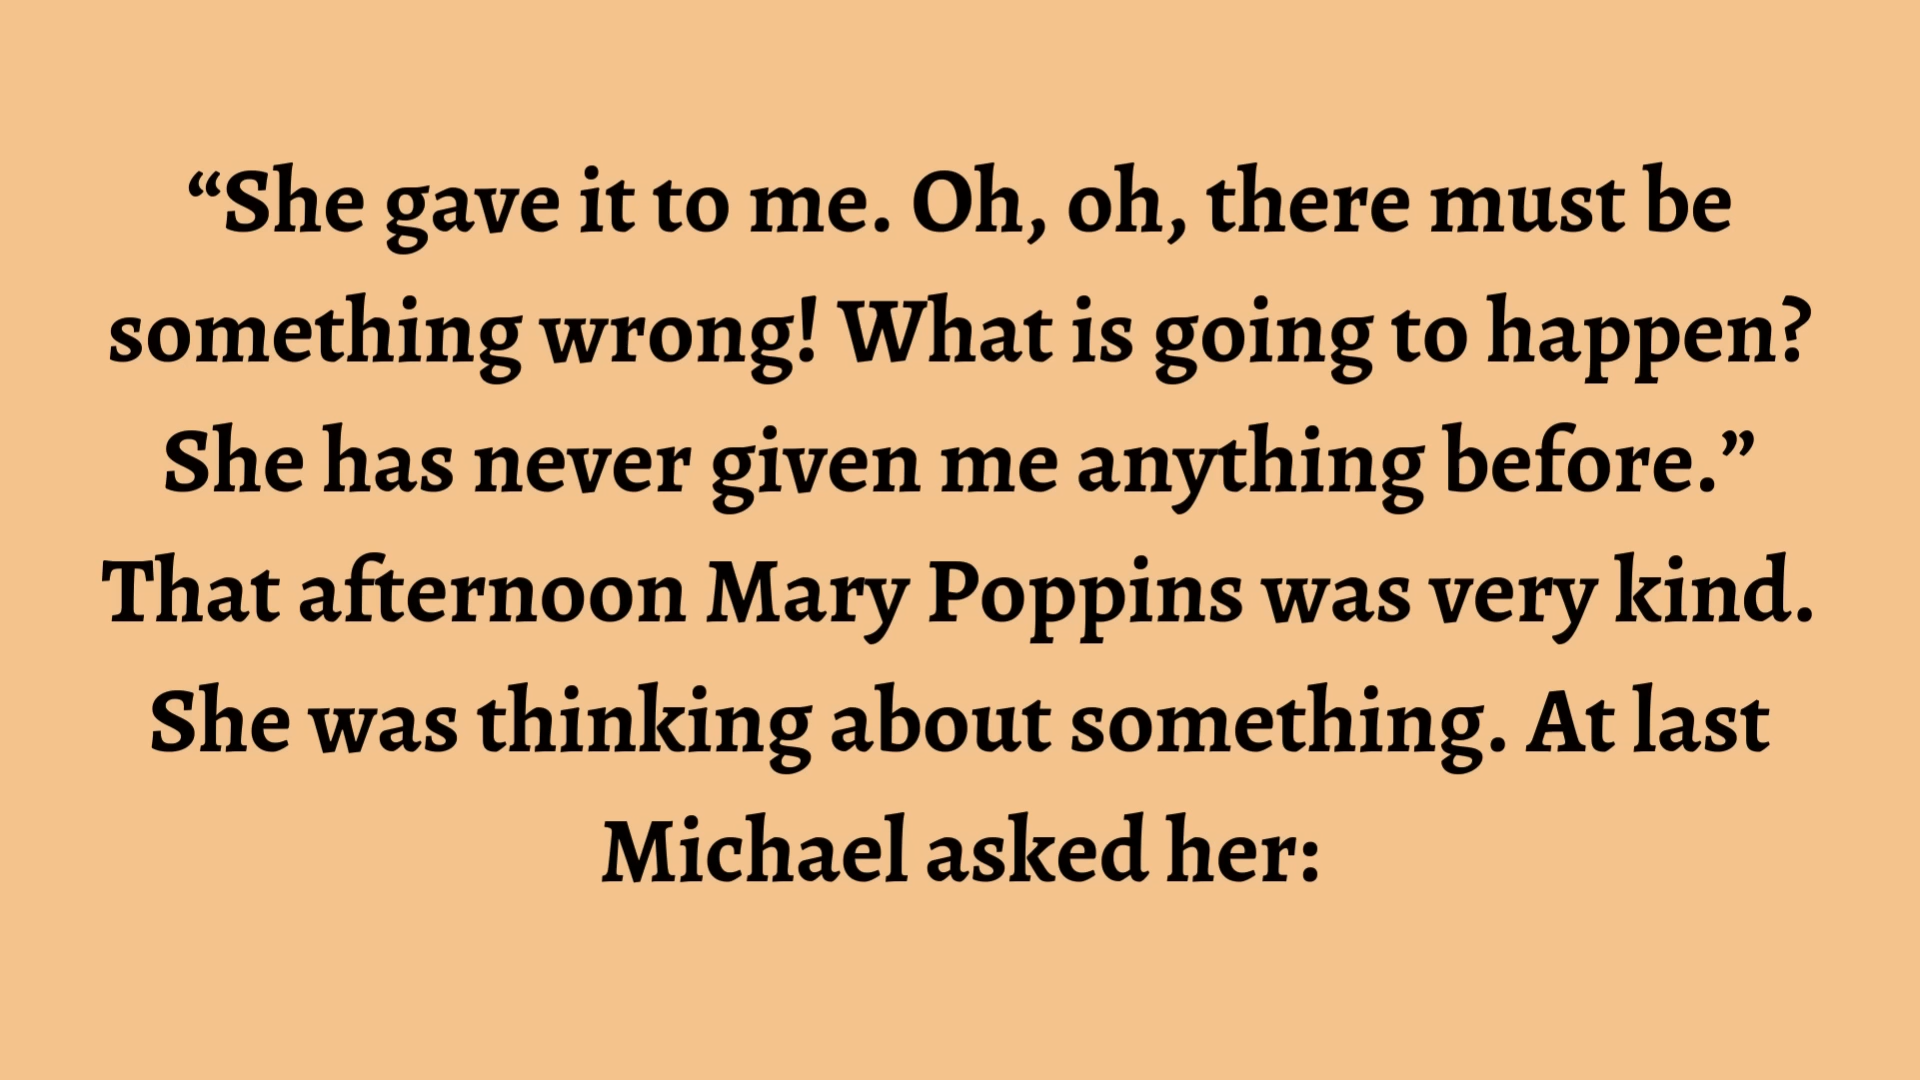 “She gave it to me. Oh, oh, there must be
something wrong! What is going to happen?
She has never given me anything before.”
That afternoon Mary Poppins was very kind.
She was thinking about something. At last
Michael asked her: